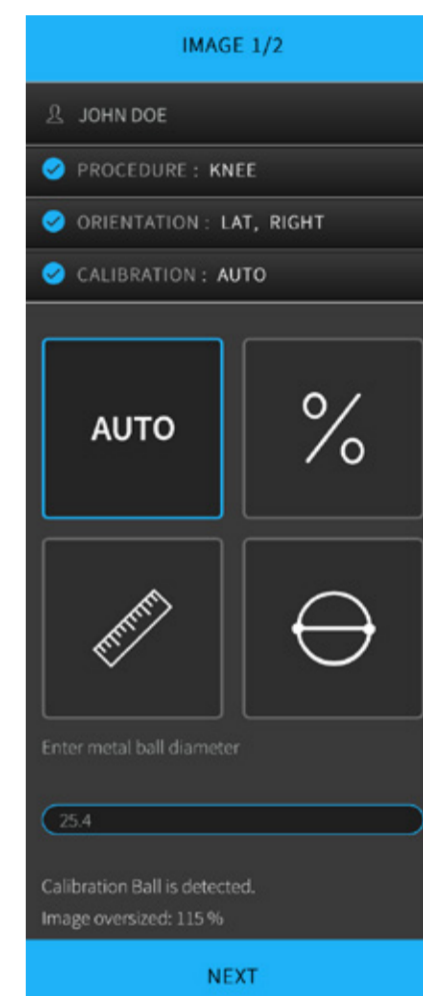 IMAGE 1/2
JOHN DOE
PROCEDURE : KNEE
ORIENTATION : LAT, RIGHT
CALIBRATION : AUTO
AUTO
%
Enter metal ball diameter
25.4
Calibration Ball is detected.
Image oversized: 115 %
NEXT